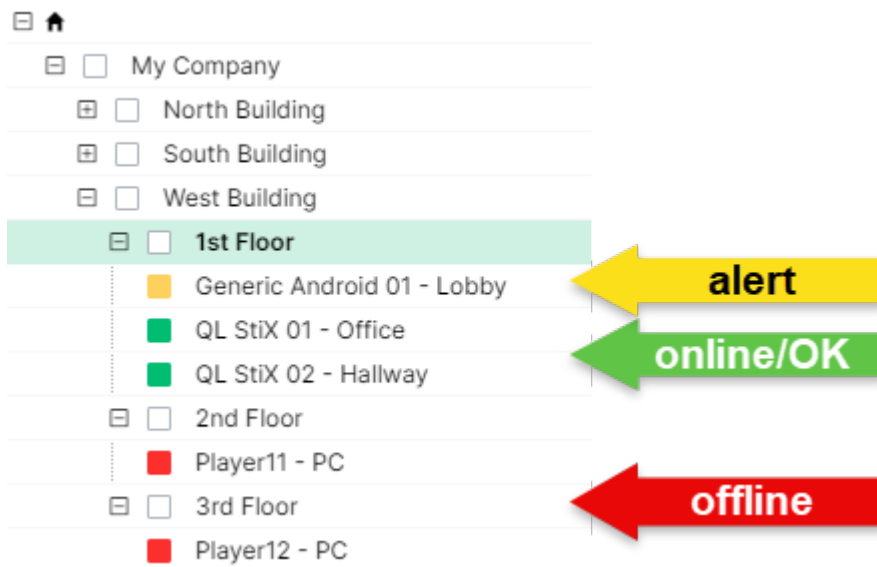 My Company
North Building
South Building
West Building
1st Floor
Generic Android 01 - Lobby
alert
QL StiX 01 - Office
online/OK
QL StiX 02 - Hallway
2nd Floor
Player11 - PC
3rd Floor
offline
Player12 - PC